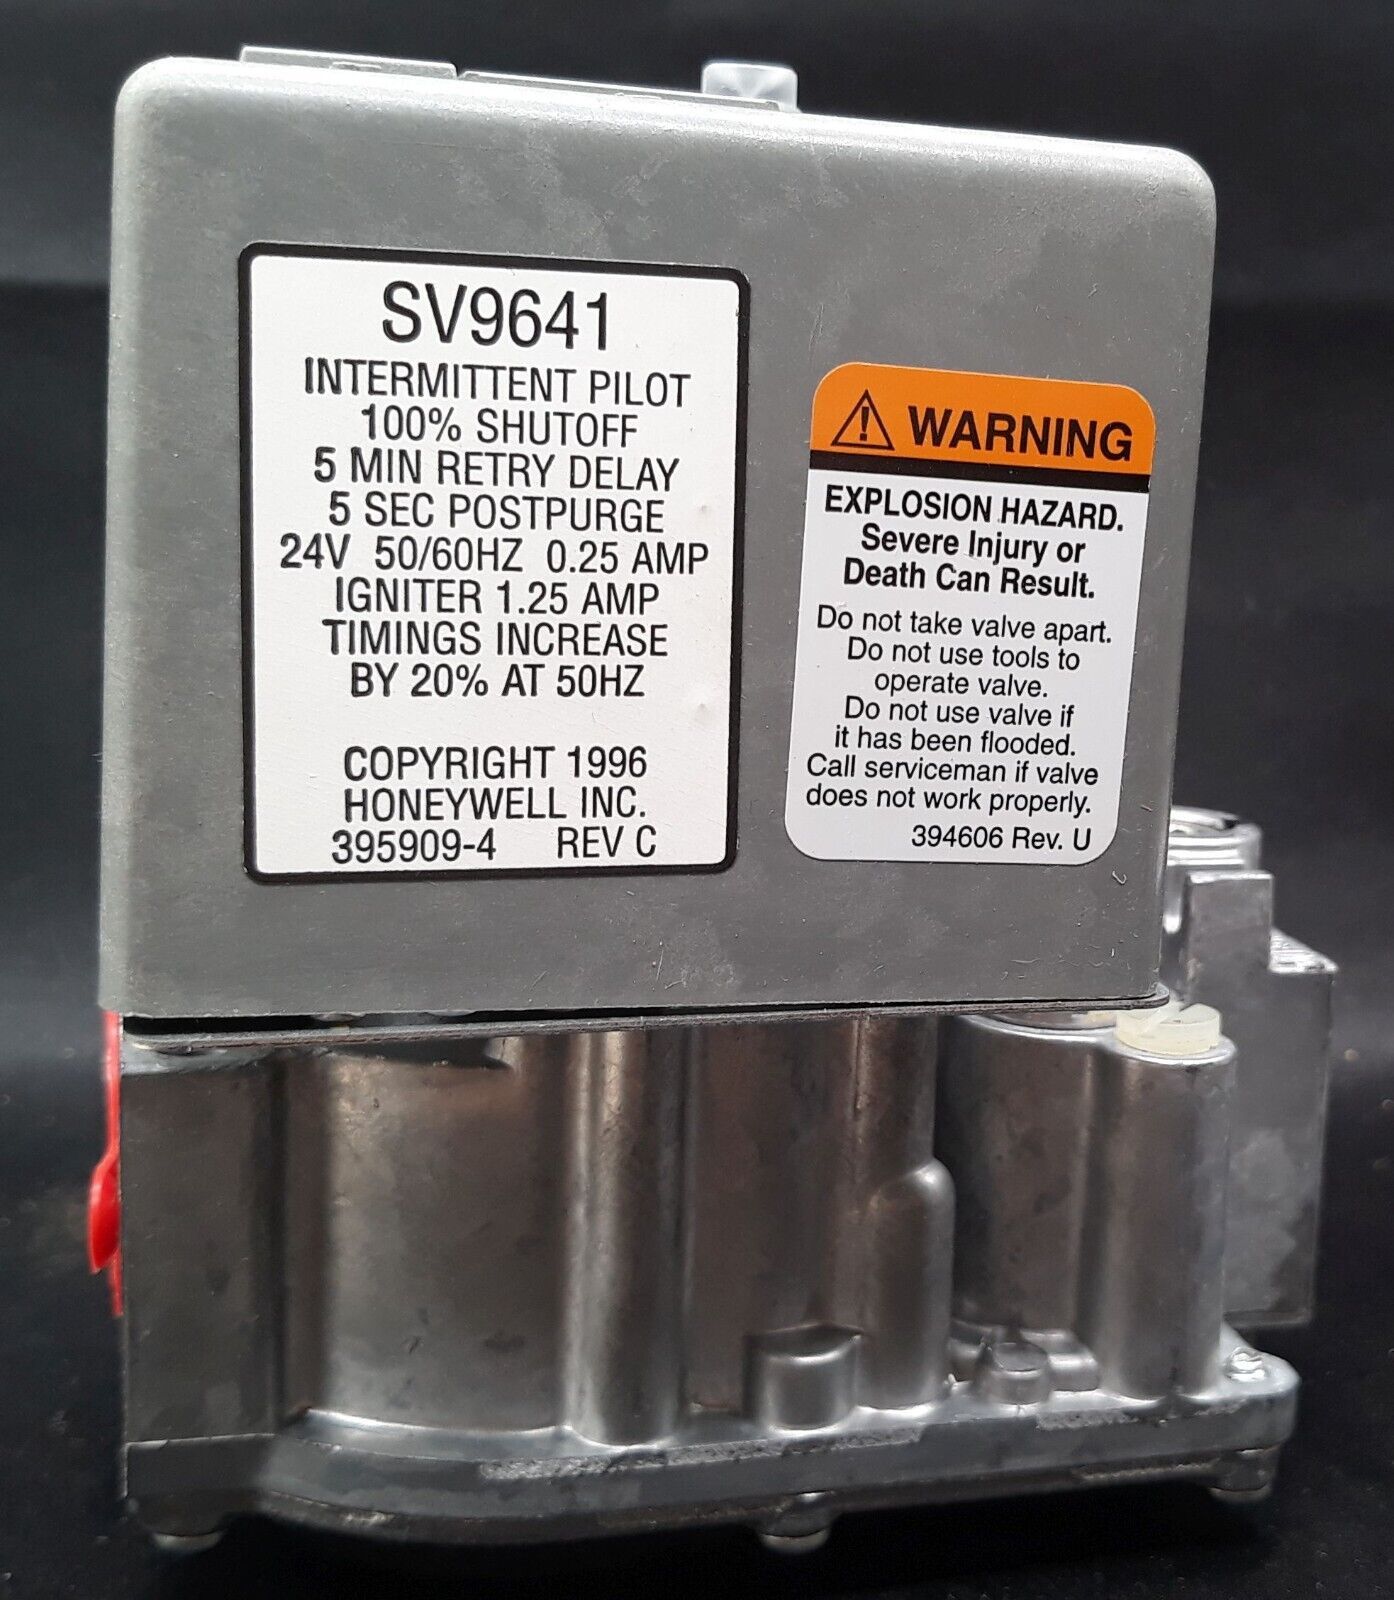 SV9641
INTERMITTENT PILOT
100% SHUTOFF
5 MIN RETRY DELAY
5 SEC POSTPURGE
24V 50/60HZ 0.25 AMP
IGNITER 1.25 AMP
TIMINGS INCREASE
BY 20% AT 50HZ
COPYRIGHT 1996
HONEYWELL INC.
395909-4 REV C
WARNING
EXPLOSION HAZARD.
Severe Injury or
Death Can Result.
Do not take valve apart.
Do not use tools to
operate valve.
Do not use valve if
it has been flooded.
Call serviceman if valve
does not work properly.
394606 Rev. U